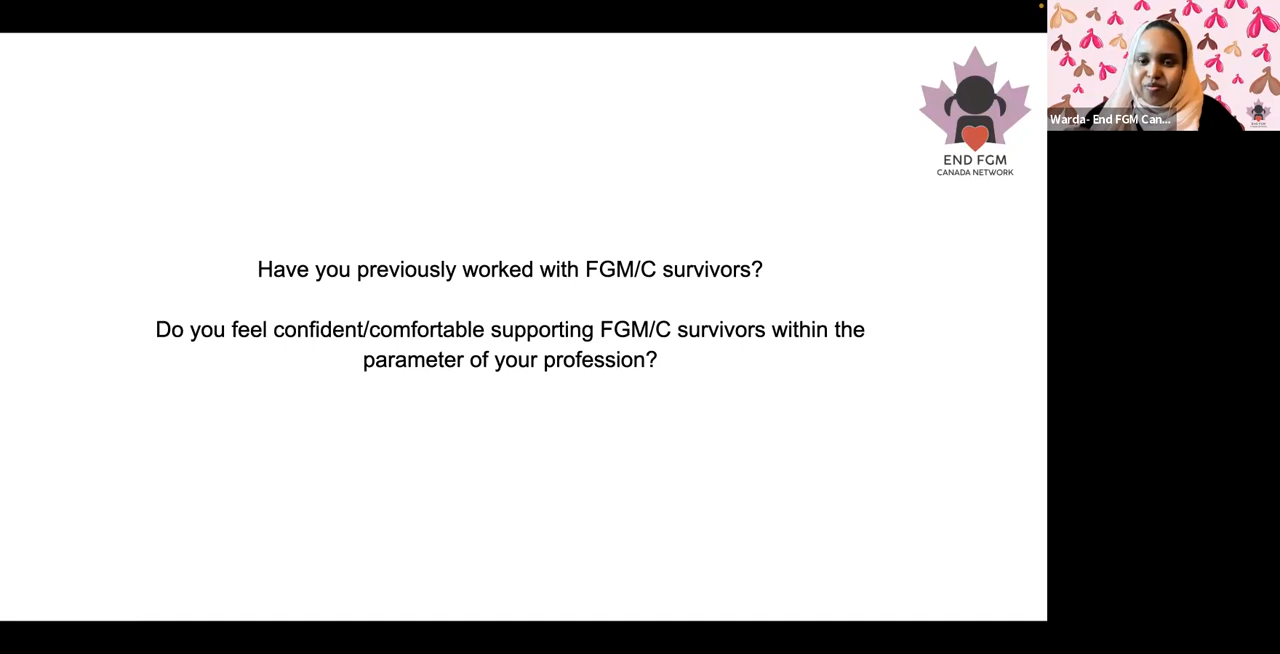 END FGM
CANADA NETWORK
Warda- End FGM Can...
Have you previously worked with FGM/C survivors?
Do you feel confident/comfortable supporting FGM/C survivors within the
parameter of your profession?